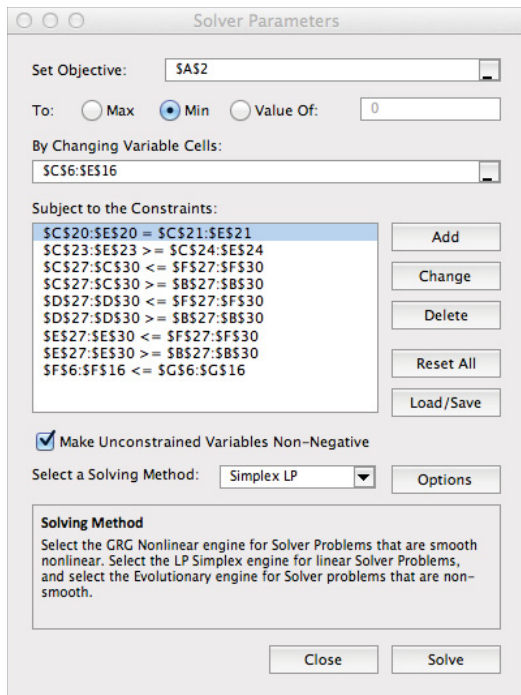 Solver Parameters
Set Objective: $A$2
To: Max Min Value Of: 0
By Changing Variable Cells:
$C$6:$E$16
Subject to the Constraints:
$C$20:$E$20 = $C$21:$E$21
$C$23:$E$23 >= $C$24:$E$24
$C$27:$C$30 <= $F$27:$F$30
$C$27:$C$30 >= $B$27:$B$30
$D$27:$D$30 <= $F$27:$F$30
$D$27:$D$30 >= $B$27:$B$30
$E$27:$E$30 <= $F$27:$F$30
$E$27:$E$30 >= $B$27:$B$30
$F$6:$F$16 <= $G$6:$G$16
Add
Change
Delete
Reset All
Load/Save
Make Unconstrained Variables Non-Negative
Select a Solving Method: Simplex LP Options
Solving Method
Select the GRG Nonlinear engine for Solver Problems that are smooth
nonlinear. Select the LP Simplex engine for linear Solver Problems,
and select the Evolutionary engine for Solver problems that are non-
smooth.
Close Solve